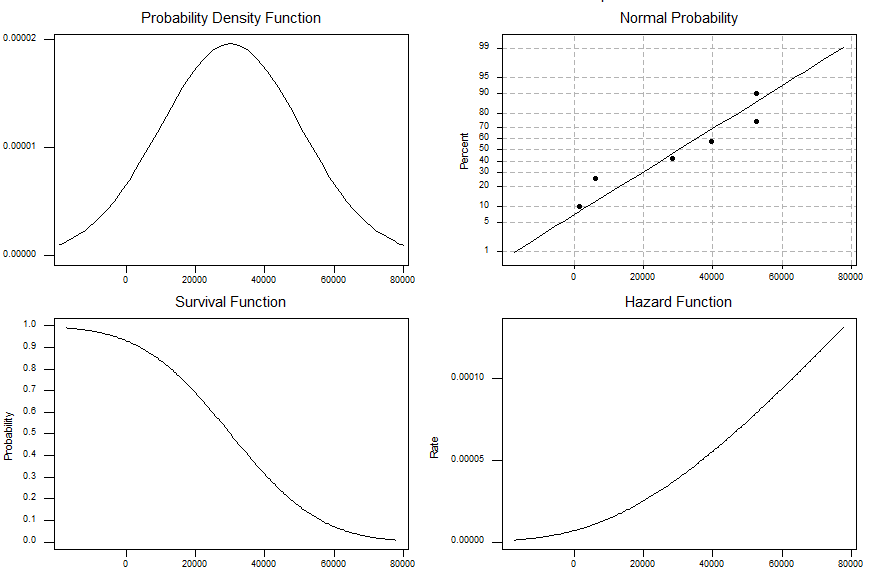 Probability Density Function
0.00002
0.00001
0.00000
0 20000 40000 60000 80000
Normal Probability
Percent
99
95
90
80
70
60
50
40
30
20
10
5
1
0 20000 40000 60000 80000
Survival Function
Probability
1.0
0.9
0.8
0.7
0.6
0.5
0.4
0.3
0.2
0.1
0.0
0 20000 40000 60000 80000
Hazard Function
Rate
0.00010
0.00005
0.00000
0 20000 40000 60000 80000